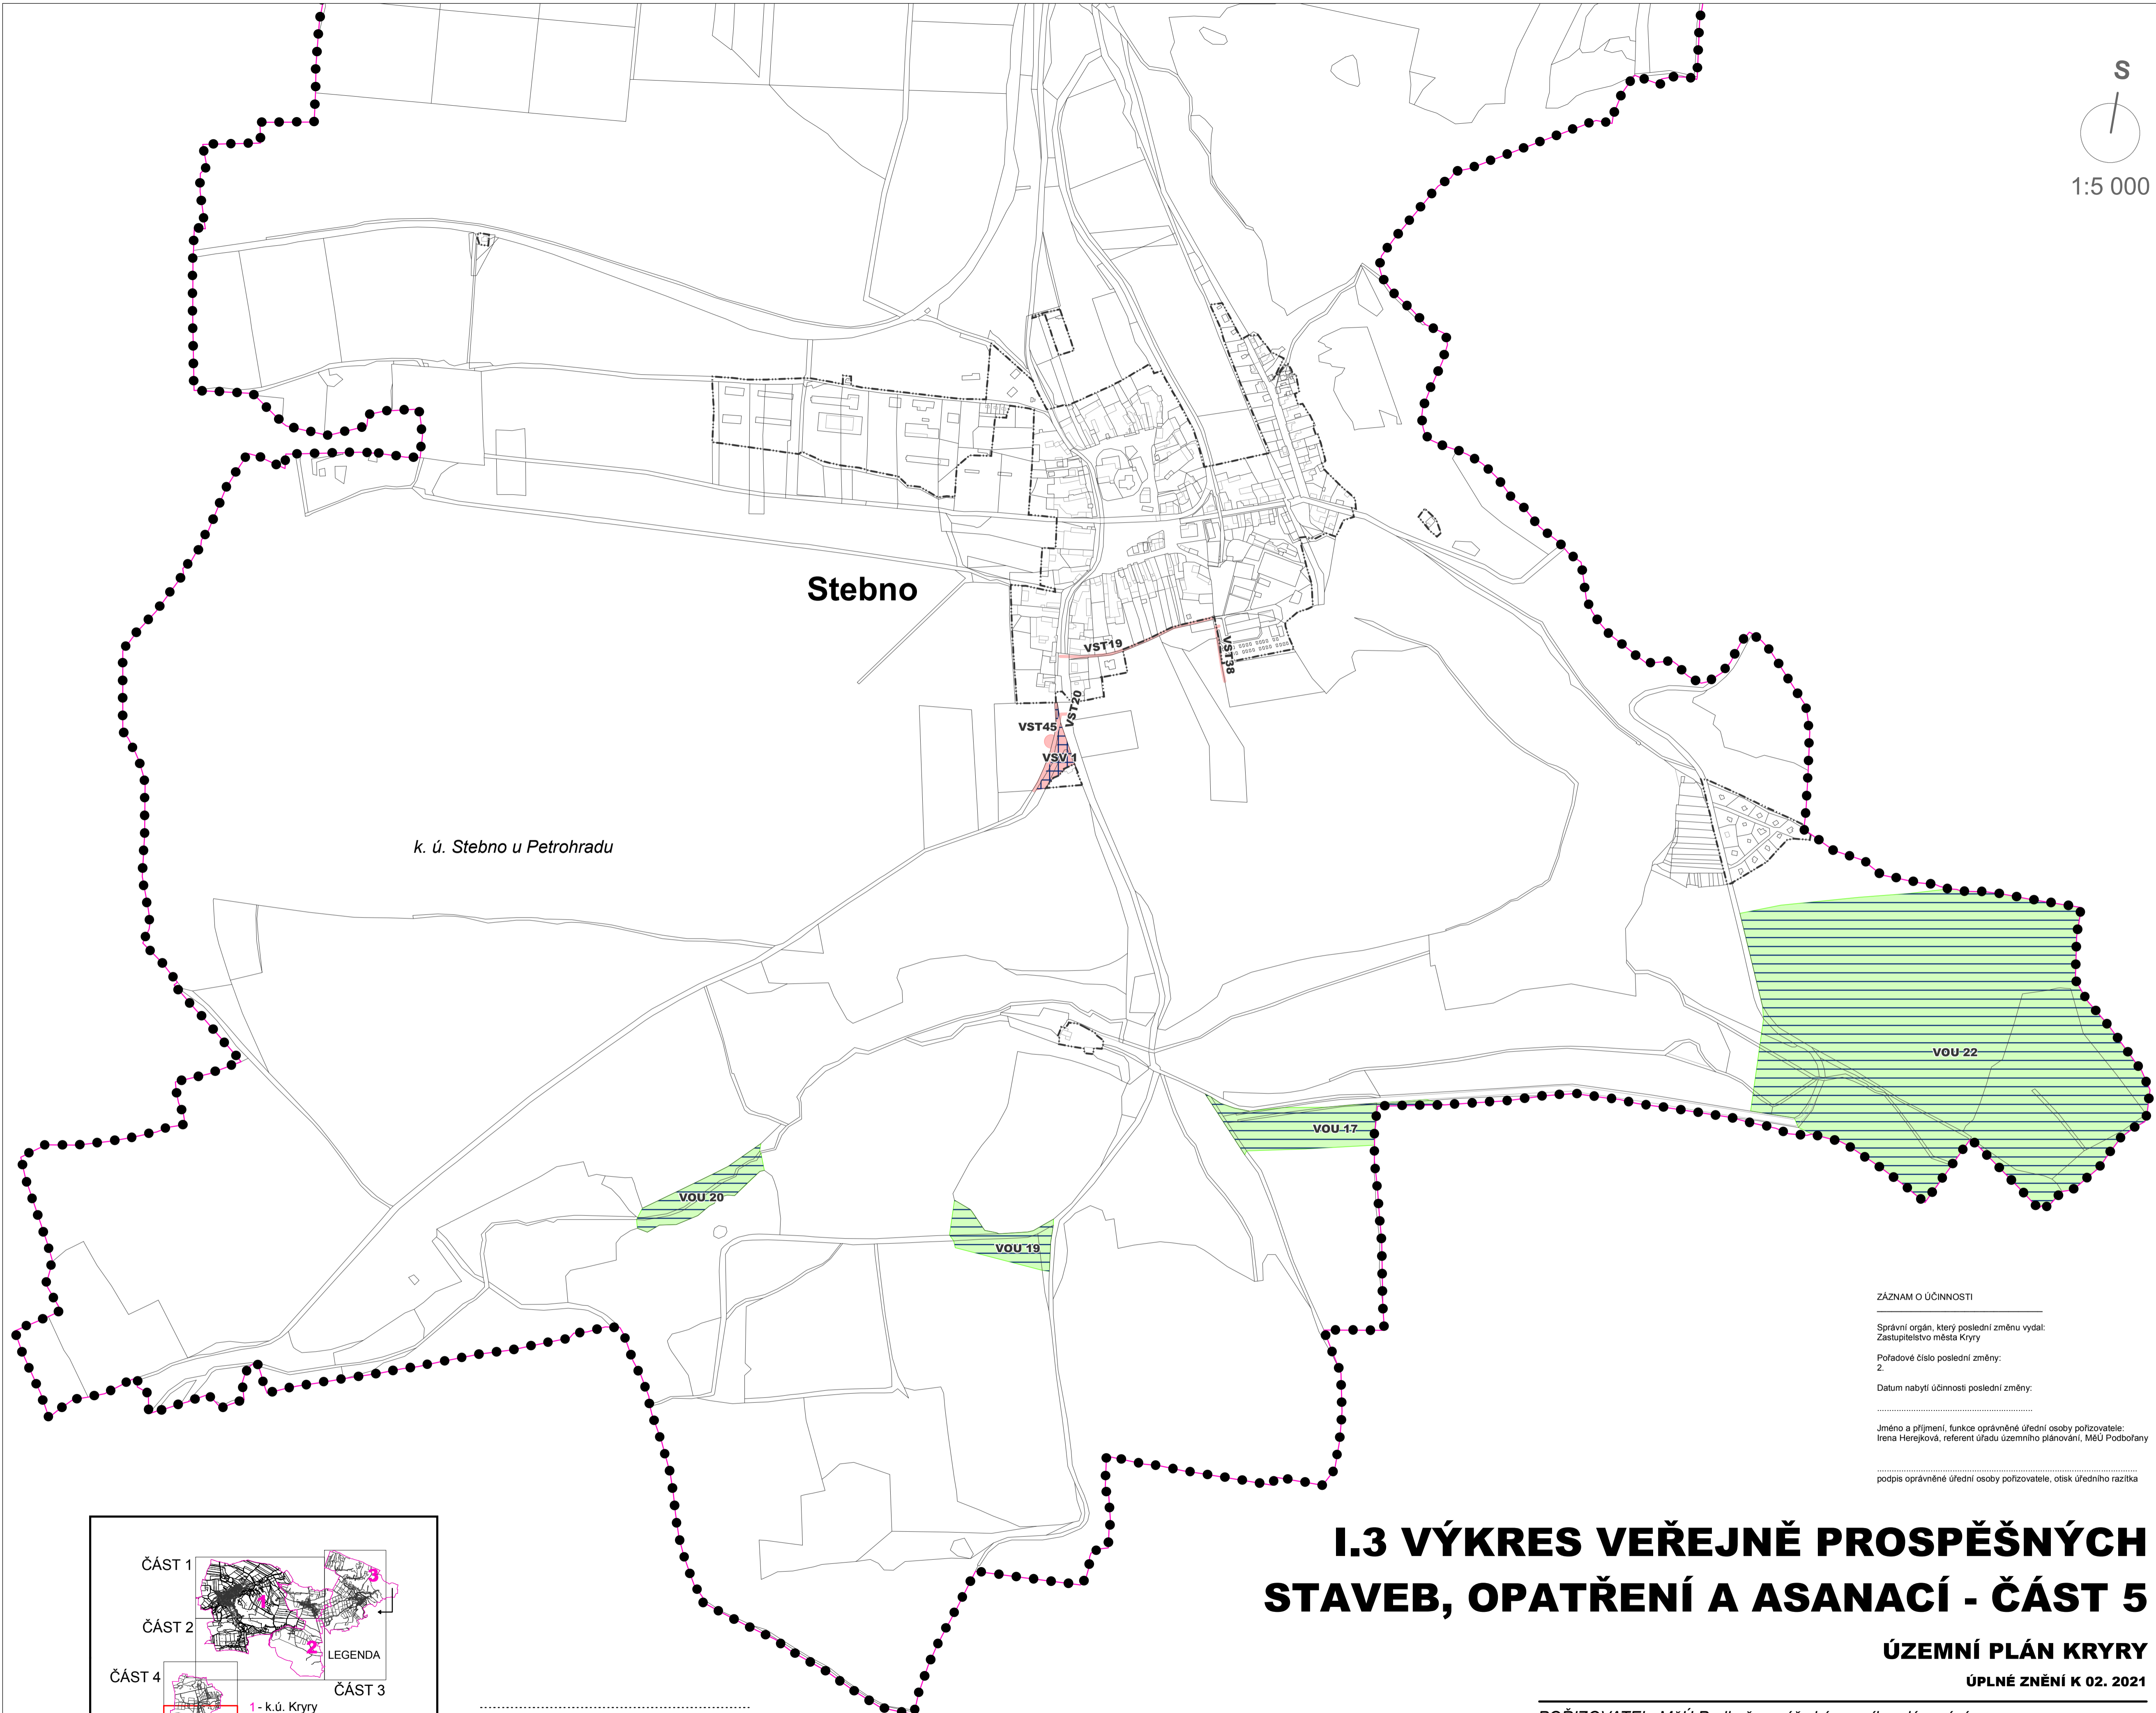 S
1:5 000
Stebno
VST19
VST38
VST20
VST45
VSV 1
k. ú. Stebno u Petrohradu
VOU 22
VOU 17
VOU 20
VOU 19
ZÁZNAM O ÚČINNOSTI
Správní orgán, který poslední změnu vydal:
Zastupitelstvo města Kryry
Pořadové číslo poslední změny:
2.
Datum nabytí účinnosti poslední změny:
Jméno a příjmení, funkce oprávněné úřední osoby pořizovatele:
Irena Herejková, referent úřadu územního plánování, MěÚ Podbořany
podpis oprávněné úřední osoby pořizovatele, otisk úředního razítka
I.3 VÝKRES VEŘEJNĚ PROSPĚŠNÝCH
STAVEB, OPATŘENÍ A ASANACÍ - ČÁST 5
ÚZEMNÍ PLÁN KRYRY
ÚPLNÉ ZNĚNÍ K 02. 2021
ČÁST 1
3
1
ČÁST 2
2
LEGENDA
ČÁST 4
ČÁST 3
1 - k.ú. Kryry